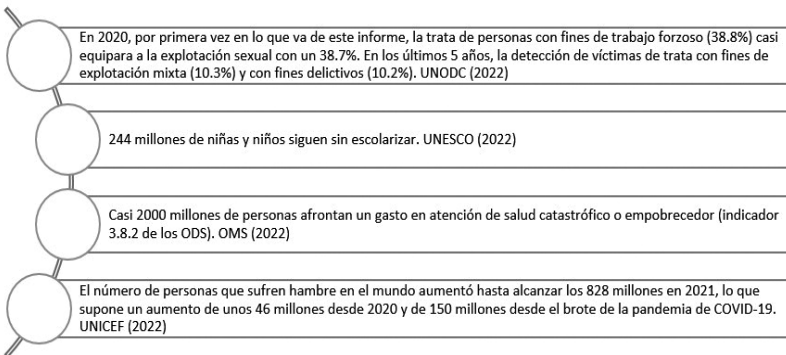 En 2020, por primera vez en lo que va de este informe, la trata de personas con fines de trabajo forzoso (38.8%) casi
equipara a la explotación sexual con un 38.7%. En los últimos 5 años, la detección de víctimas de trata con fines de
explotación mixta (10.3%) y con fines delictivos (10.2%). UNODC (2022)
244 millones de niñas y niños siguen sin escolarizar. UNESCO (2022)
Casi 2000 millones de personas afrontan un gasto en atención de salud catastrófico o empobrecedor (indicador
3.8.2 de los ODS). OMS (2022)
El número de personas que sufren hambre en el mundo aumentó hasta alcanzar los 828 millones en 2021, lo que
supone un aumento de unos 46 millones desde 2020 y de 150 millones desde el brote de la pandemia de COVID-19.
UNICEF (2022)